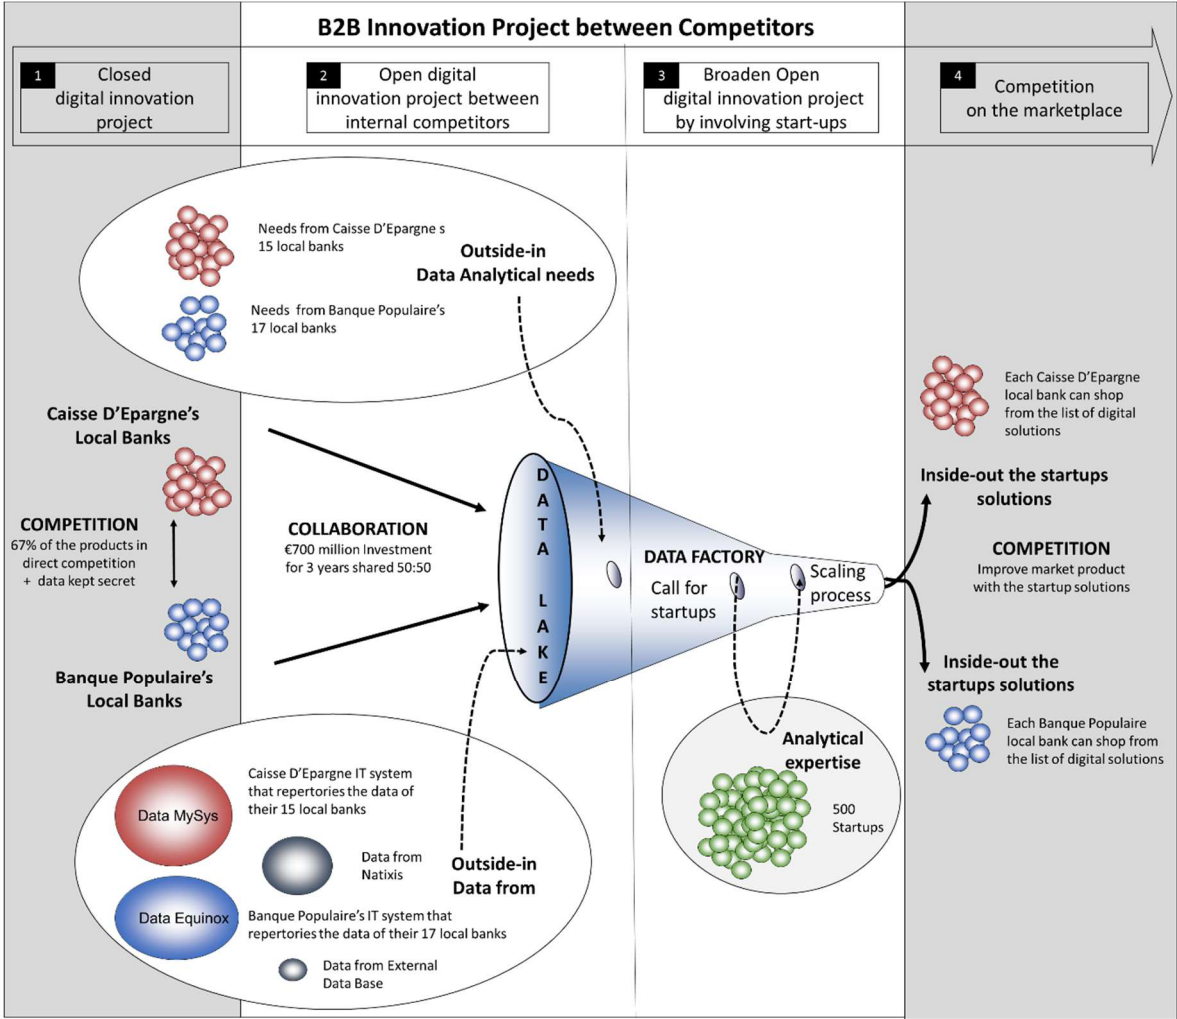 B2B Innovation Project between Competitors
1
Closed
digital innovation
project
2
Open digital
innovation project between
internal competitors
3
Broaden Open
digital innovation project
by involving start-ups
4
Competition
on the marketplace
Needs from Caisse D'Epargne s
15 local banks
Outside-in
Data Analytical needs
Needs from Banque Populaire's
17 local banks
Caisse D'Epargne's
Local Banks
COMPETITION
67% of the products in
direct competition
+ data kept secret
Banque Populaire's
Local Banks
COLLABORATION
€700 million Investment
for 3 years shared 50:50
DATA LAKE
DATA FACTORY
Call for
startups
Scaling
process
Analytical
expertise
500
Startups
Each Caisse D'Epargne
local bank can shop
from the list of digital
solutions
Inside-out the startups
solutions
COMPETITION
Improve market product
with the startup solutions
Inside-out the
startups solutions
Each Banque Populaire
local bank can shop from
the list of digital solutions
Data MySys
Caisse D'Epargne IT system
that repertories the data of
their 15 local banks
Data from
Natixis
Outside-in
Data from
Data Equinox
Banque Populaire's IT system that
repertories the data of their 17 local banks
Data from External
Data Base